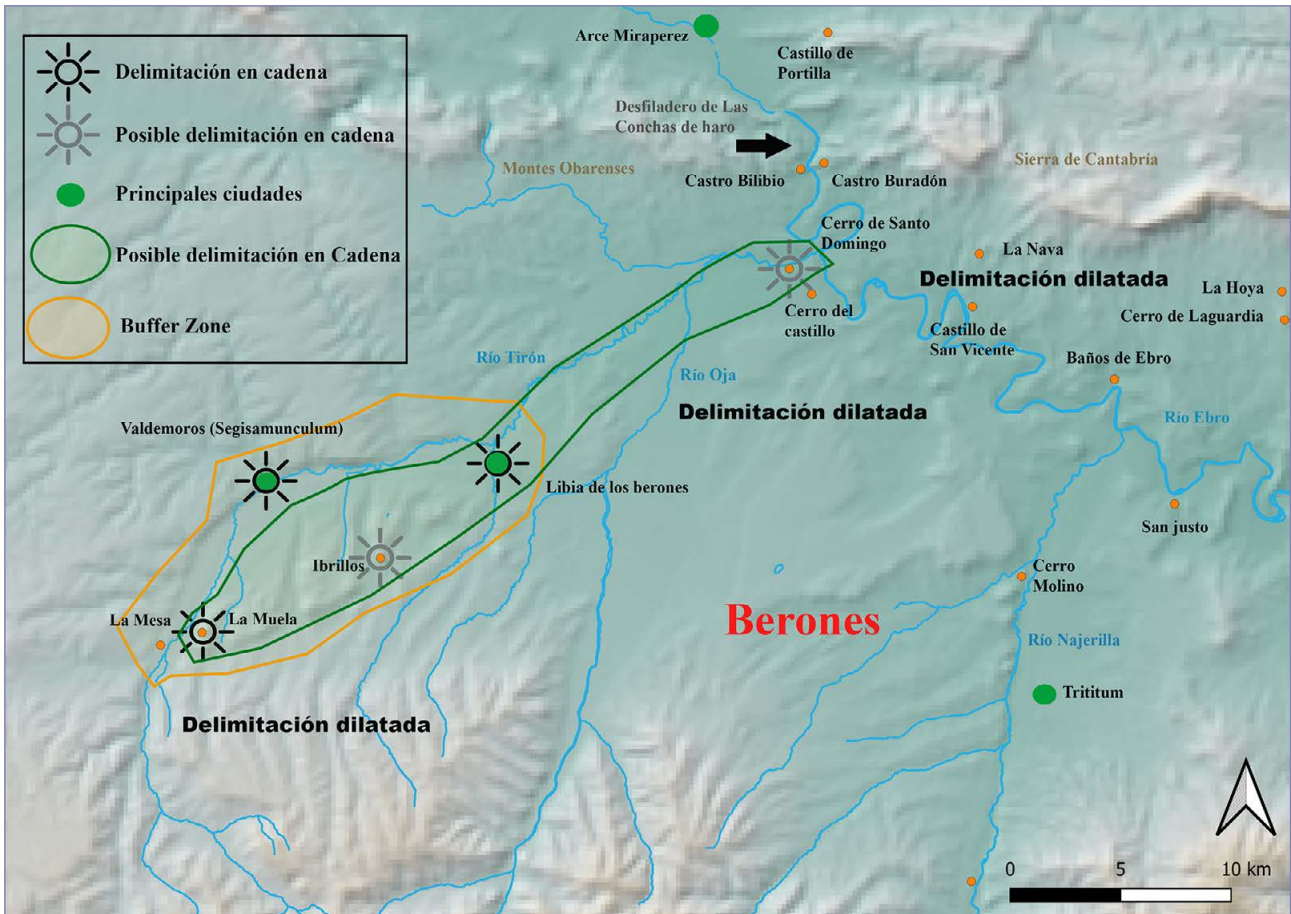 Delimitación en cadena
Posible delimitación en cadena
Principales ciudades
Posible delimitación en Cadena
Buffer Zone
Arce Miraperez
Castillo de
Portilla
Desfiladero de Las
Conchas de haro
Montes Obarenses
Castro Bilibio
Castro Buradón
Sierra de Cantabría
Cerro de Santo
Domingo
La Nava
Delimitación dilatada
La Hoya
Cerro de Laguardia
Cerro del
castillo
Castillo de
San Vicente
Baños de Ebro
Río Tirón
Río Oja
Delimitación dilatada
Río Ebro
Valdemoros (Segisamunculum)
Libia de los berones
San justo
Ibrillos
Cerro
Molino
La Mesa
La Muela
Berones
Río Najerilla
Trititum
Delimitación dilatada
0 5 10 km